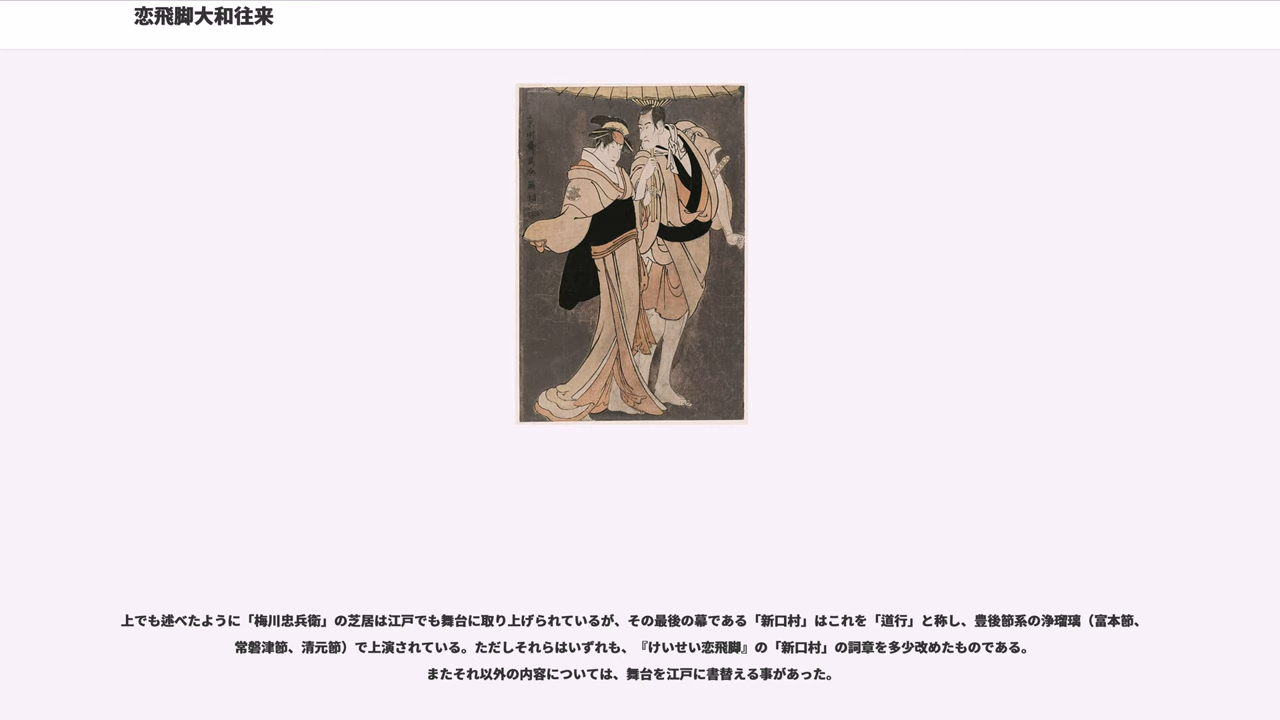 恋飛脚大和往来
上でも述べたように「梅川忠兵衛」の芝居は江戸でも舞台に取り上げられているが、その最後の幕である「新口村」はこれを「道行」と称し、豊後節系の浄瑠璃（富本節、
常磐津節、清元節）で上演されている。ただしそれらはいずれも、『けいせい恋飛脚』の「新口村」の詞章を多少改めたものである。
またそれ以外の内容については、舞台を江戸に書替える事があった。